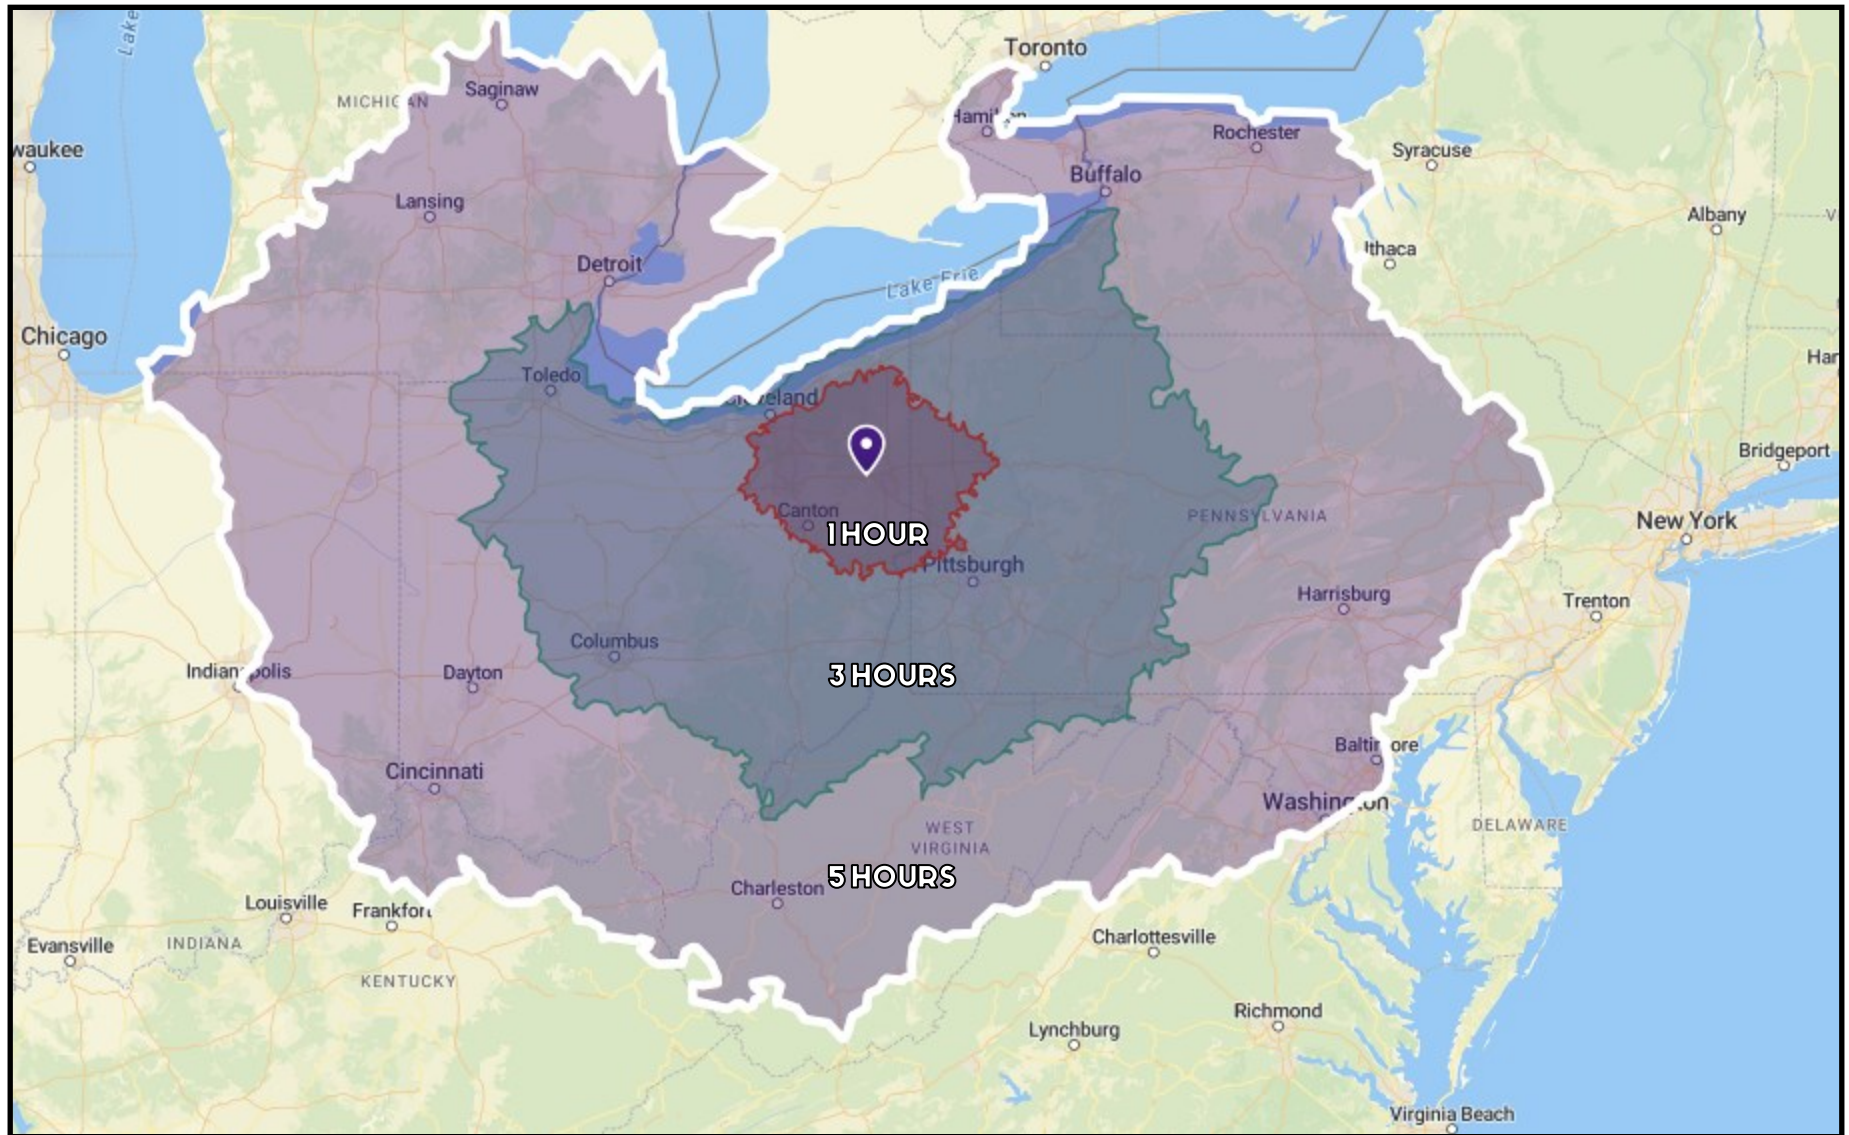 Lake
Toronto
Saginaw
MICHIGAN
Hamilton
Rochester
waukee
Syracuse
Buffalo
Lansing
Albany
V
Ithaca
Detroit
Lake Erie
Chicago
Har
Toledo
Cleveland
Bridgeport
Canton
PENNSYLVANIA
New York
1 HOUR
Pittsburgh
Harrisburg
Trenton
Columbus
Indianapolis
Dayton
3 HOURS
Baltimore
Cincinnati
Washington
WEST
VIRGINIA
DELAWARE
Charleston
5 HOURS
Louisville
Frankfort
Evansville
INDIANA
Charlottesville
KENTUCKY
Richmond
Lynchburg
Virginia Beach